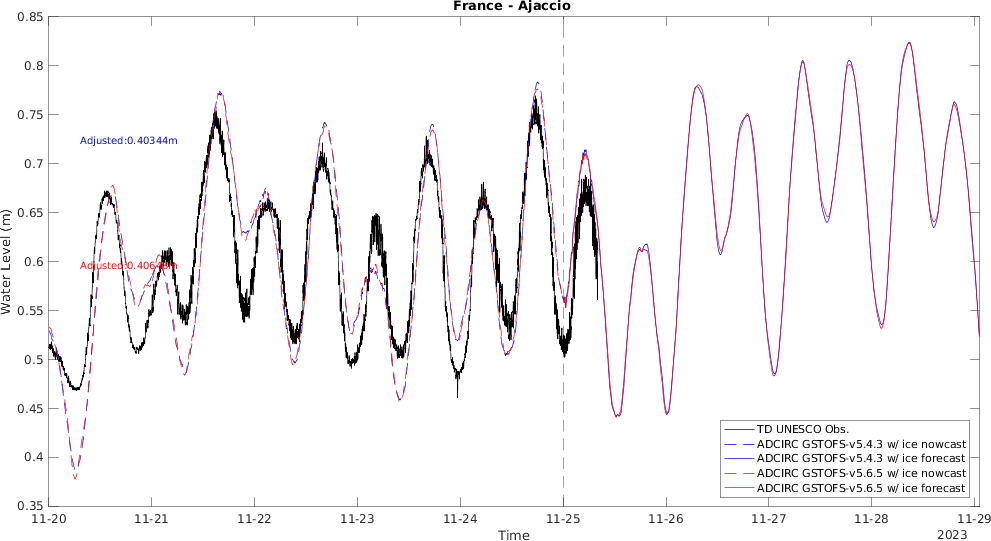 France - Ajaccio
0.85
0.8
0.75
0.7
0.65
0.6
0.55
0.5
0.45
0.4
0.35
Water Level (m)
Adjusted:0.40344m
TD UNESCO Obs.
ADCIRC GSTOFS-v5.4.3 w/ ice nowcast
ADCIRC GSTOFS-v5.4.3 w/ ice forecast
ADCIRC GSTOFS-v5.6.5 w/ ice nowcast
ADCIRC GSTOFS-v5.6.5 w/ ice forecast
11-20
11-21
11-22
11-23
11-24
11-25
11-26
11-27
11-28
11-29
Time
2023